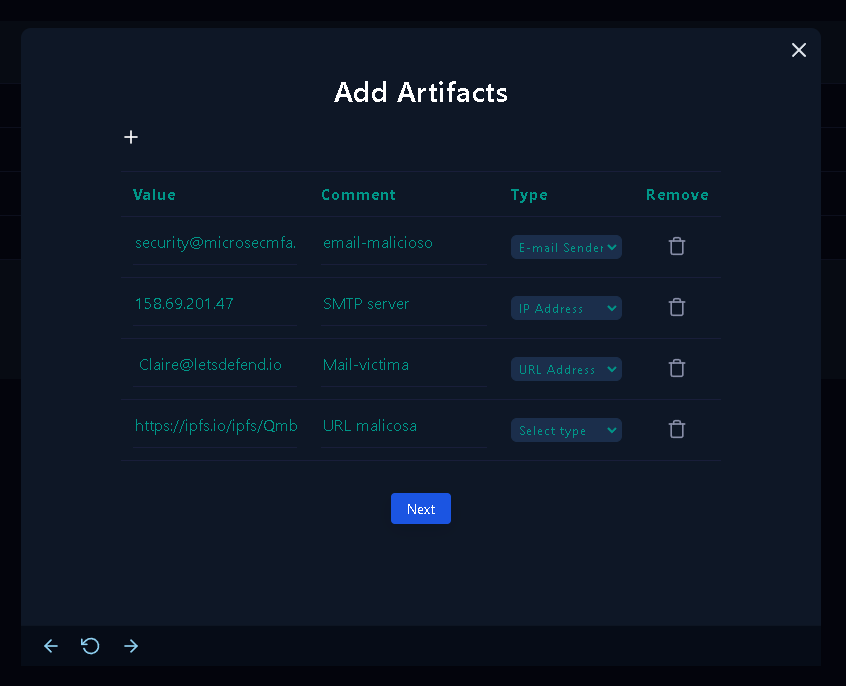 Add Artifacts
Value Comment Type Remove
security@microsecmfa. email-malicioso E-mail Sender
158.69.201.47 SMTP server IP Address
Claire@letsdefend.io Mail-victima URL Address
https://ipfs.io/ipfs/Qmb URL malicosa Select type
Next